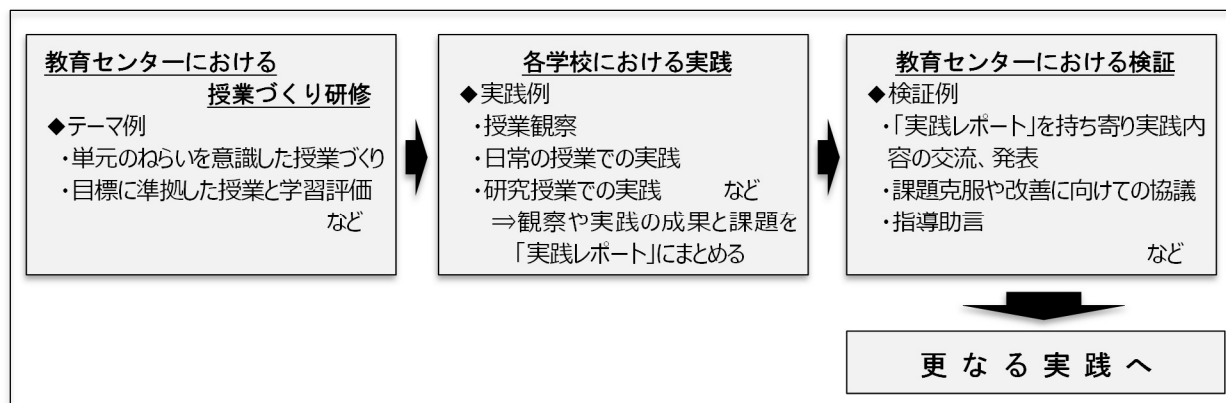 教育センターにおける
授業づくり研修
◆テーマ例
・単元のねらいを意識した授業づくり
・目標に準拠した授業と学習評価
など
各学校における実践
◆実践例
・授業観察
・日常の授業での実践
・研究授業での実践 など
⇒観察や実践の成果と課題を
「実践レポート」にまとめる
教育センターにおける検証
◆検証例
・「実践レポート」を持ち寄り実践内
容の交流、発表
・課題克服や改善に向けての協議
・指導助言
など
更なる実践へ